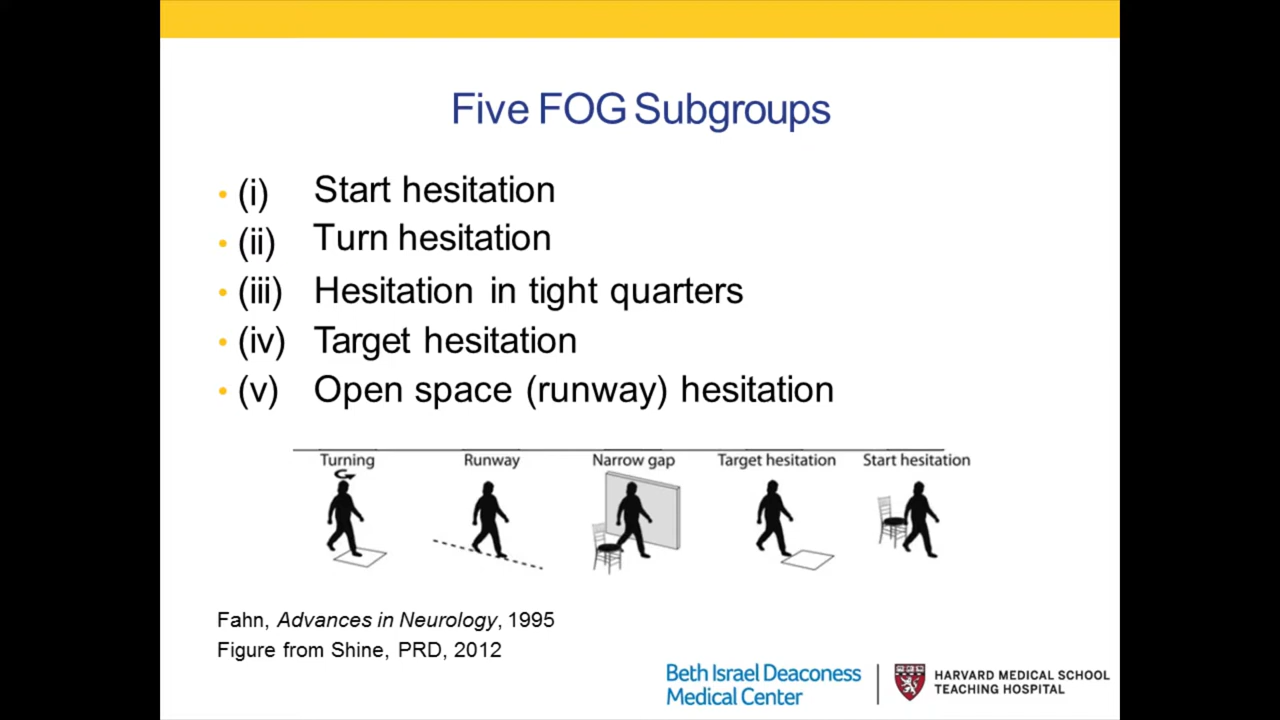 Five FOG Subgroups
• (i) Start hesitation
• (ii) Turn hesitation
• (iii) Hesitation in tight quarters
• (iv) Target hesitation
• (v) Open space (runway) hesitation
Turning Runway Narrow gap Target hesitation Start hesitation
Fahn, Advances in Neurology, 1995
Figure from Shine, PRD, 2012
Beth Israel Deaconess
Medical Center
HARVARD MEDICAL SCHOOL
TEACHING HOSPITAL